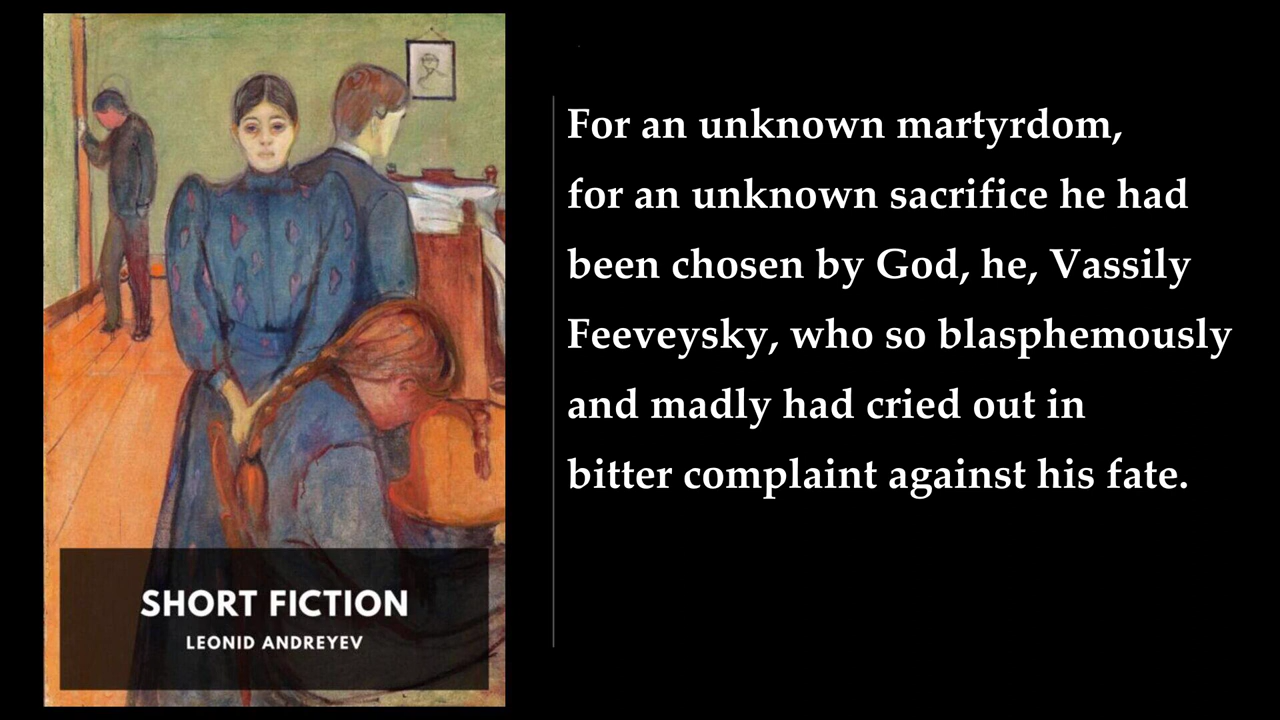 SHORT FICTION
LEONID ANDREYEV
For an unknown martyrdom,
for an unknown sacrifice he had
been chosen by God, he, Vassily
Feeveysky, who so blasphemously
and madly had cried out in
bitter complaint against his fate.